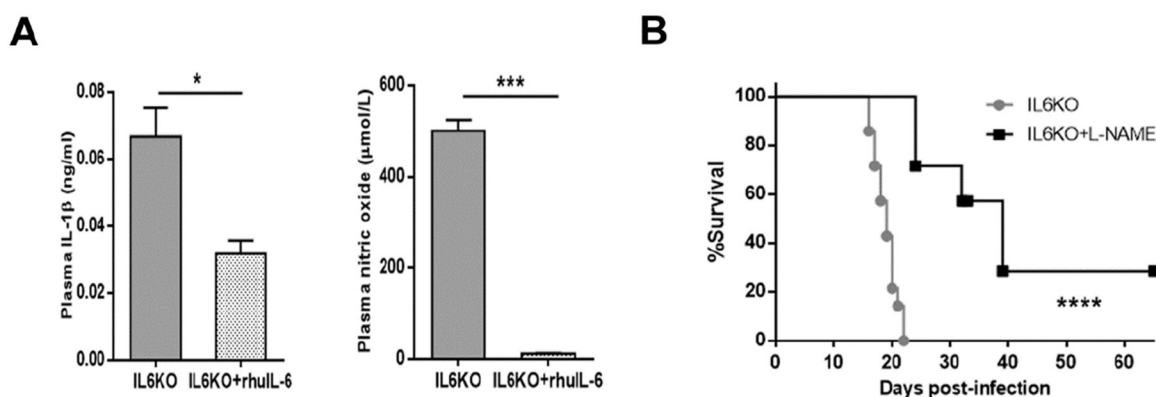 A
B
Plasma IL-1β (ng/ml)
0.08
0.06
0.04
0.02
0.00
*
IL6KO
IL6KO+rhuIL-6
Plasma nitric oxide (μmol/L)
600
400
200
0
***
IL6KO
IL6KO+rhuIL-6
%Survival
100
80
60
40
20
0
IL6KO
IL6KO+L-NAME
****
0 10 20 30 40 50 60
Days post-infection